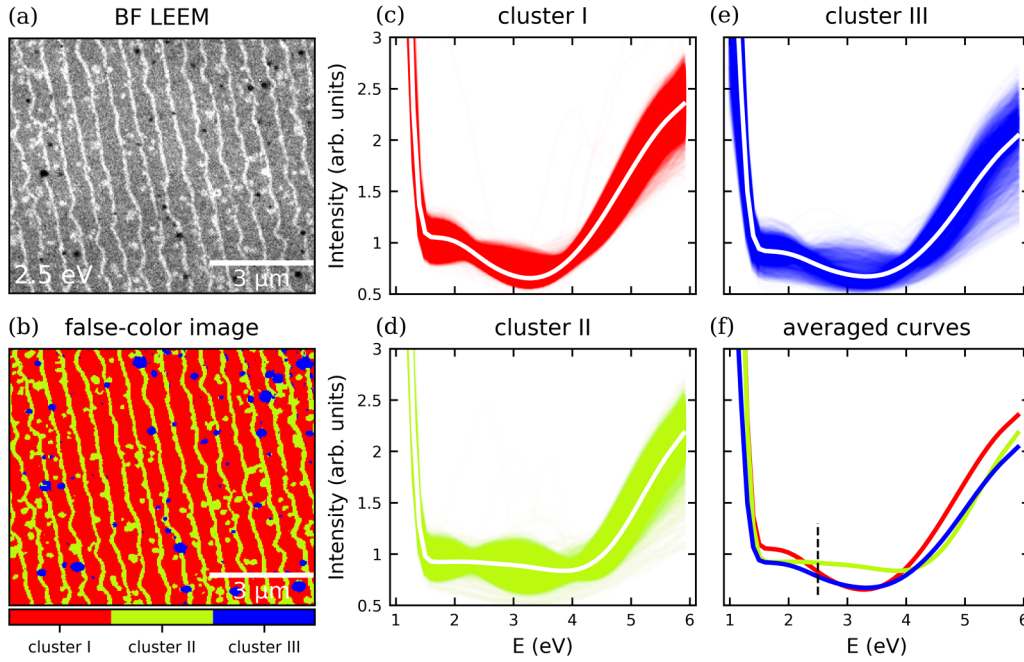 (a) BF LEEM
2.5 eV
3 μm
(b) false-color image
3 μm
cluster I cluster II cluster III
(c) cluster I
Intensity (arb. units)
3
2.5
2
1.5
1
0.5
(d) cluster II
Intensity (arb. units)
3
2.5
2
1.5
1
0.5
1 2 3 4 5 6
E (eV)
(e) cluster III
(f) averaged curves
1 2 3 4 5 6
E (eV)